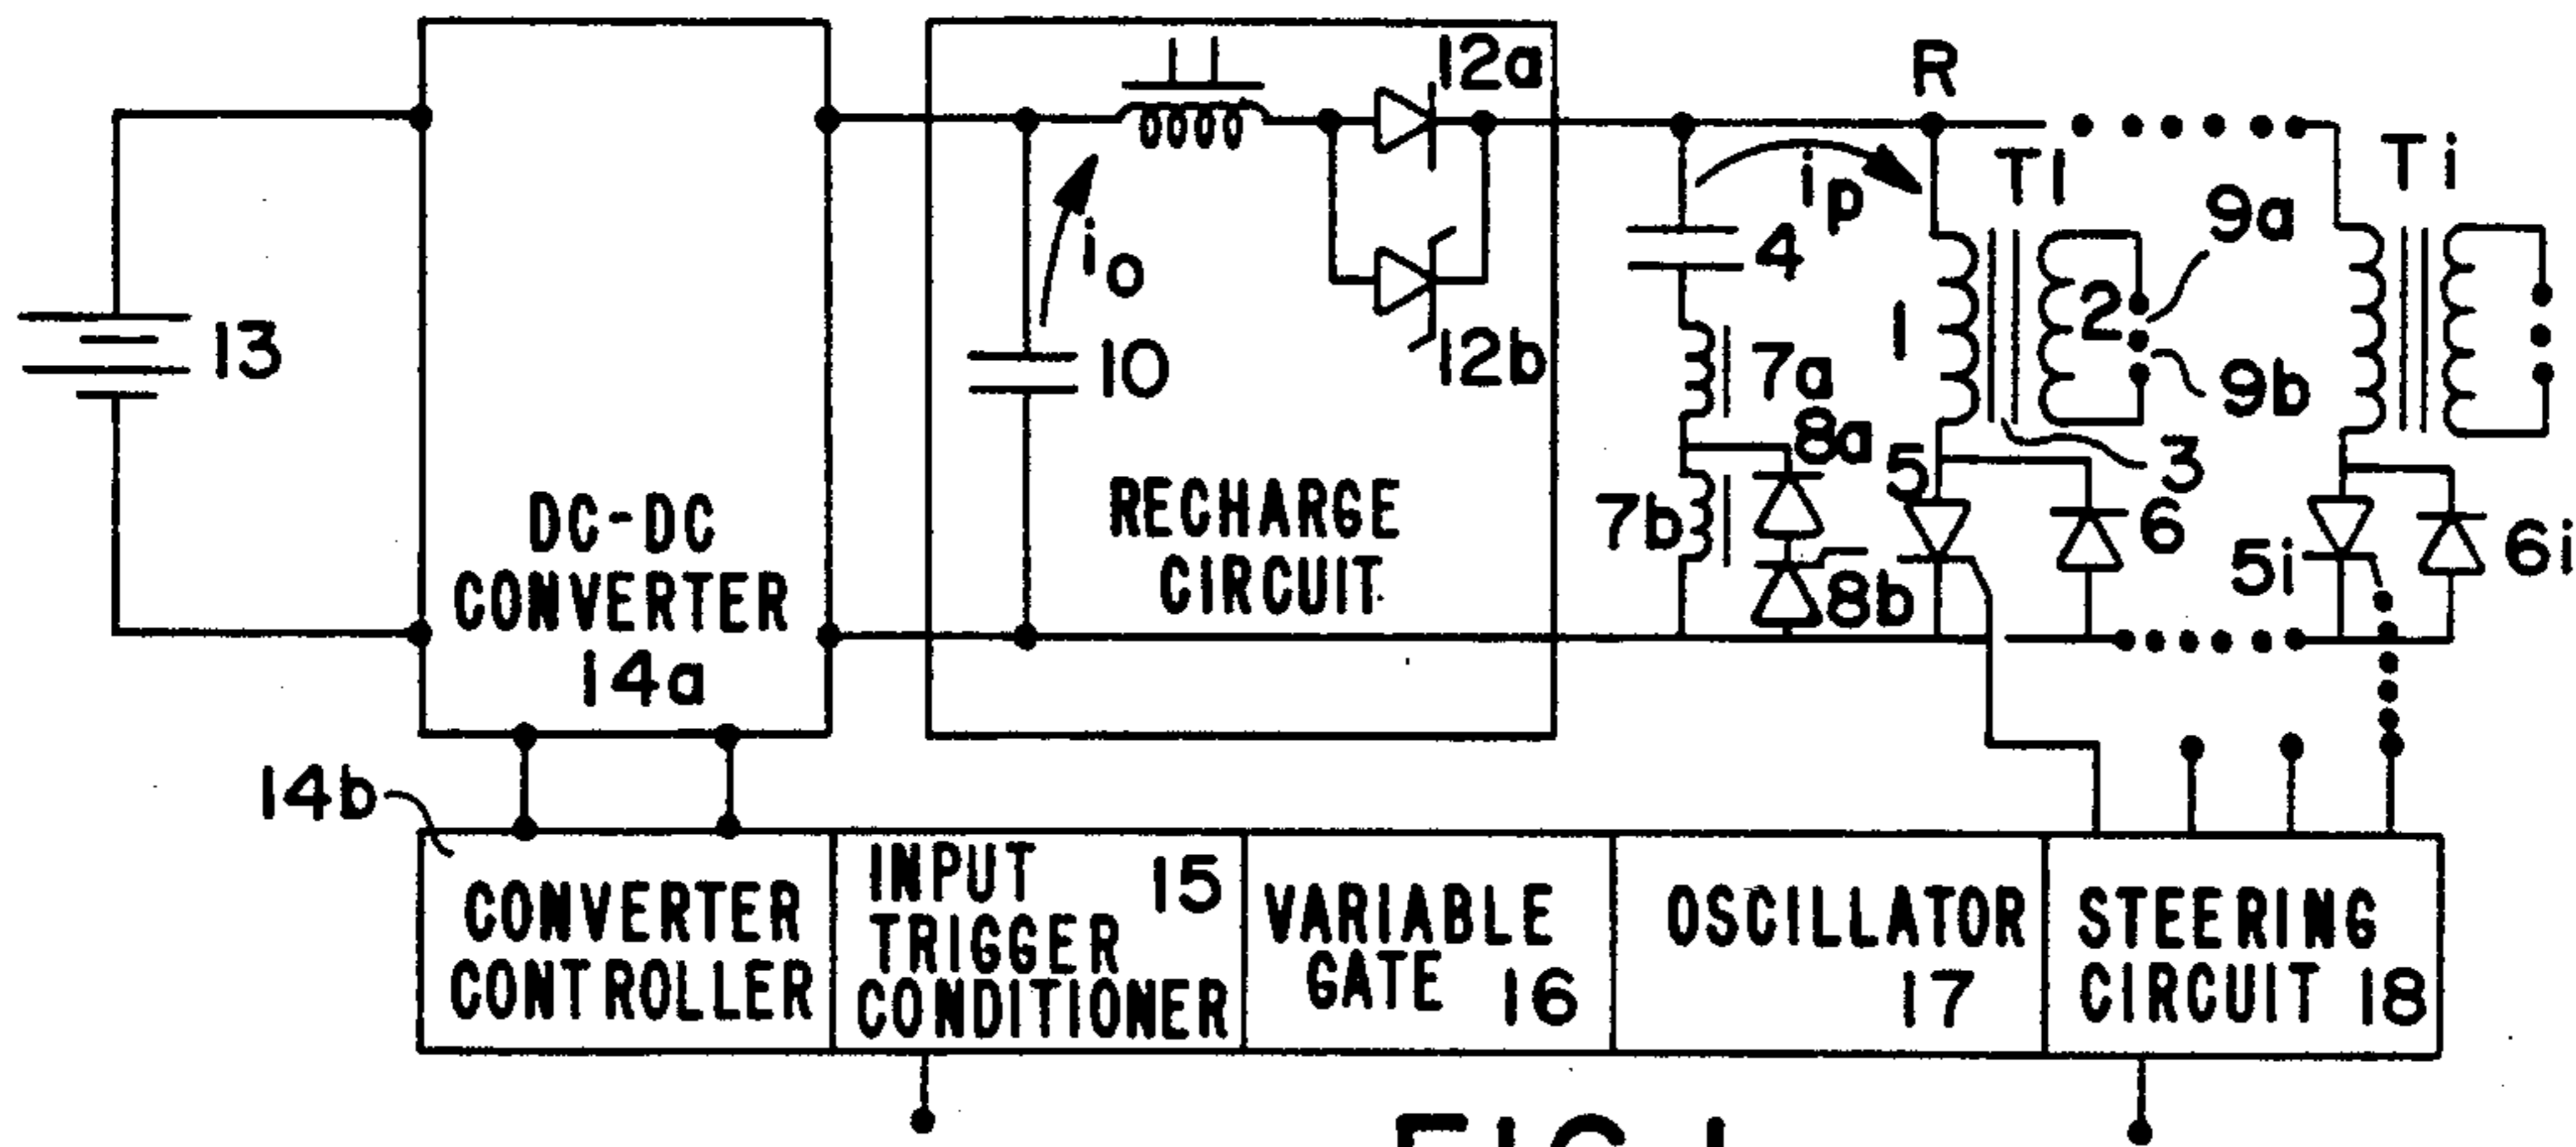 12a
R
T1
Ti
ip
9a
io
4
2
13
1
12b
10
7a
9b
8a
5
3
RECHARGE
CIRCUIT
DC-DC
CONVERTER
14a
7b
8b
6
5i
6i
14b
CONVERTER
CONTROLLER
INPUT 15
TRIGGER
CONDITIONER
VARIABLE
GATE 16
OSCILLATOR
17
STEERING
CIRCUIT 18
FIG. 1